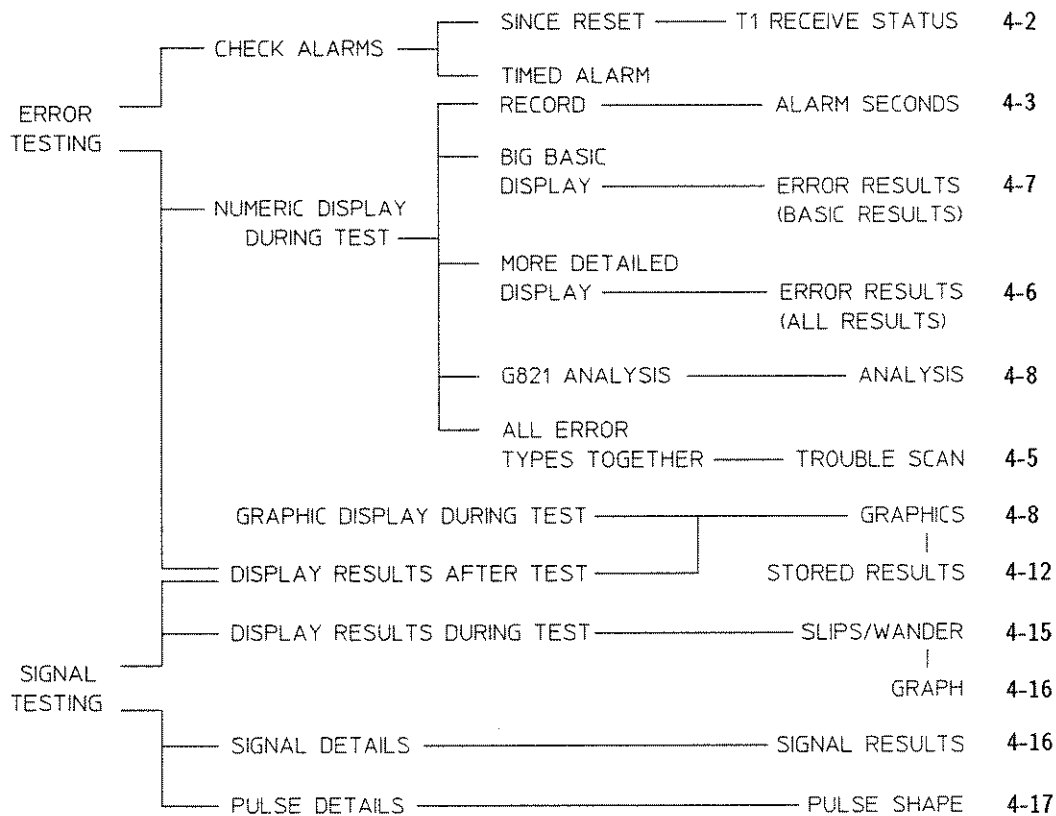 SINCE RESET T1 RECEIVE STATUS 4-2
CHECK ALARMS
TIMED ALARM
RECORD ALARM SECONDS 4-3
ERROR
TESTING
BIG BASIC
DISPLAY ERROR RESULTS 4-7
(BASIC RESULTS)
NUMERIC DISPLAY
DURING TEST
MORE DETAILED
DISPLAY ERROR RESULTS 4-6
(ALL RESULTS)
G821 ANALYSIS ANALYSIS 4-8
ALL ERROR
TYPES TOGETHER TROUBLE SCAN 4-5
GRAPHIC DISPLAY DURING TEST GRAPHICS 4-8
DISPLAY RESULTS AFTER TEST STORED RESULTS 4-12
DISPLAY RESULTS DURING TEST SLIPS/WANDER 4-15
SIGNAL
TESTING
GRAPH 4-16
SIGNAL DETAILS SIGNAL RESULTS 4-16
PULSE DETAILS PULSE SHAPE 4-17